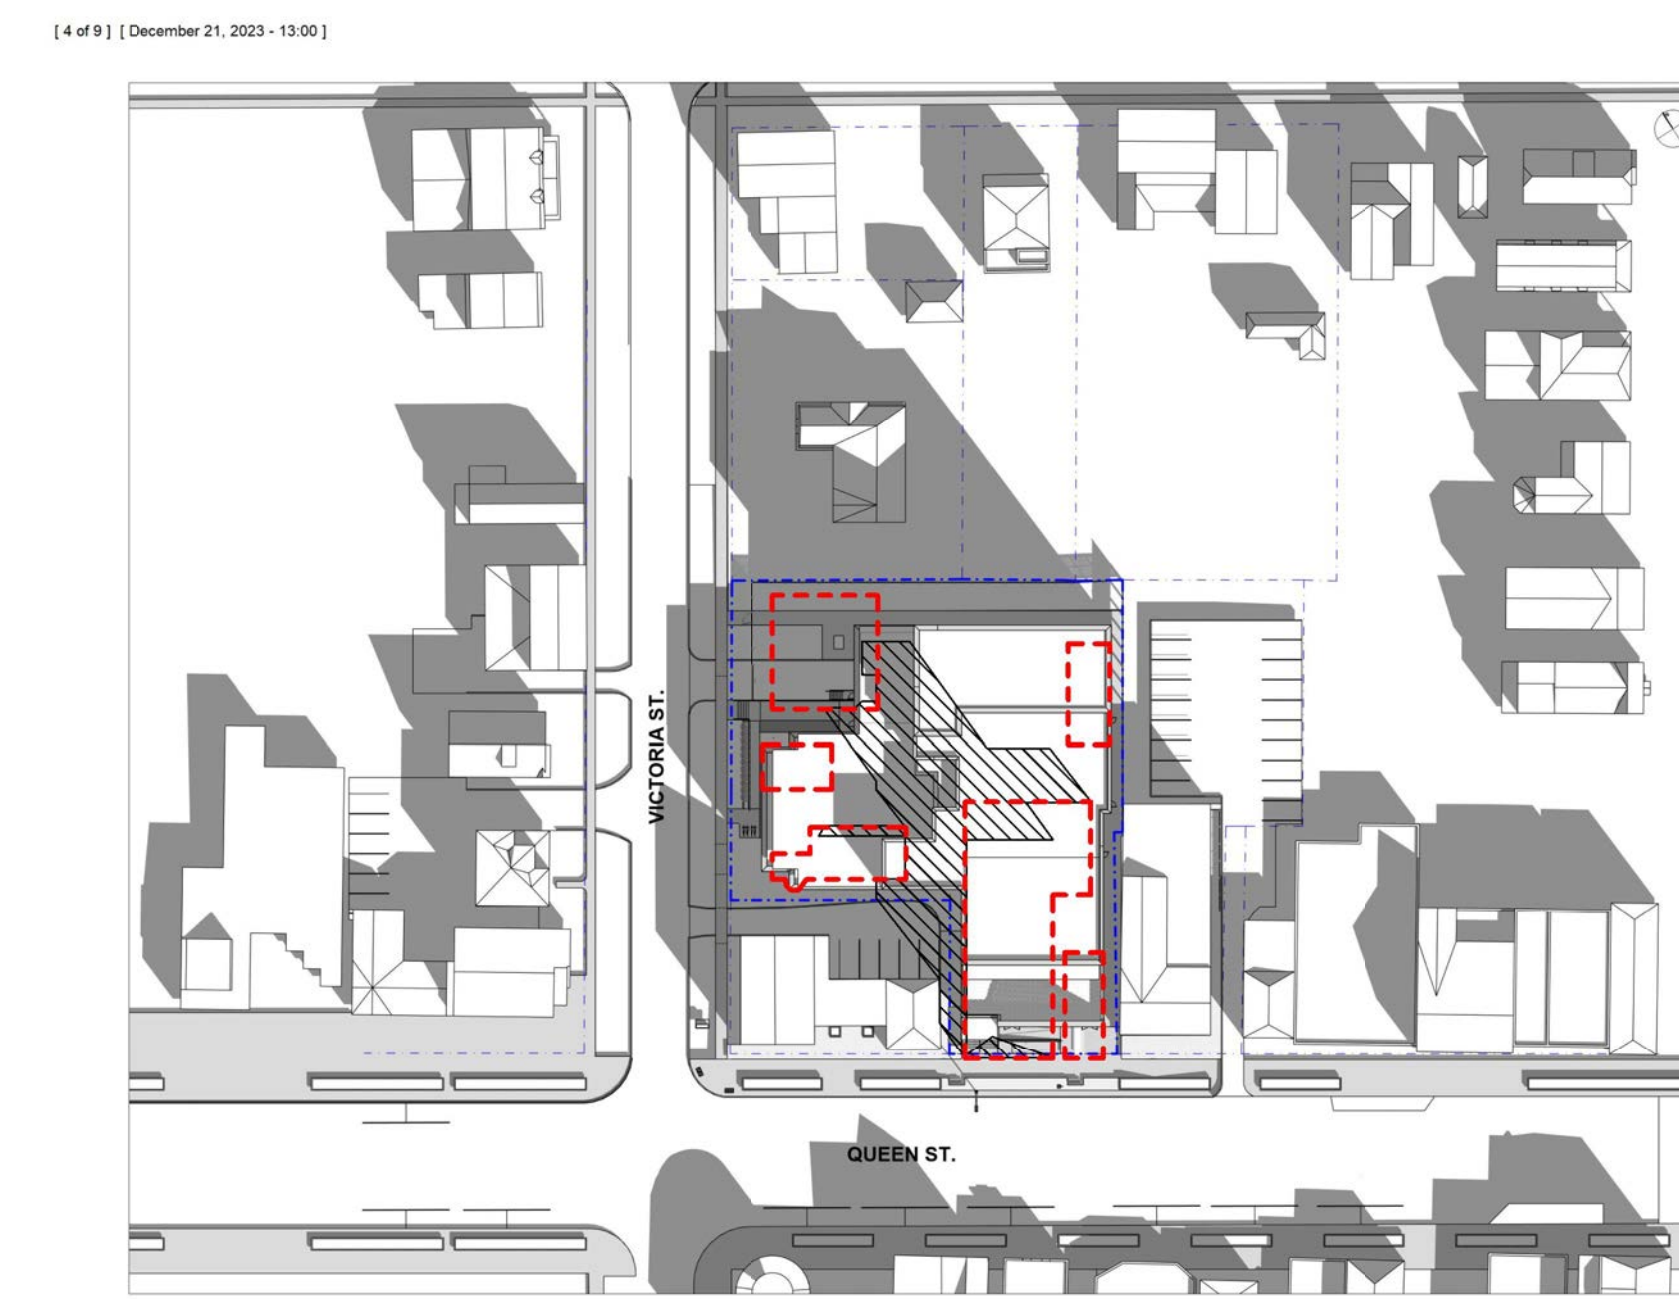 [ 4 of 9 ] [ December 21, 2023 - 13:00 ]
VICTORIA ST.
QUEEN ST.